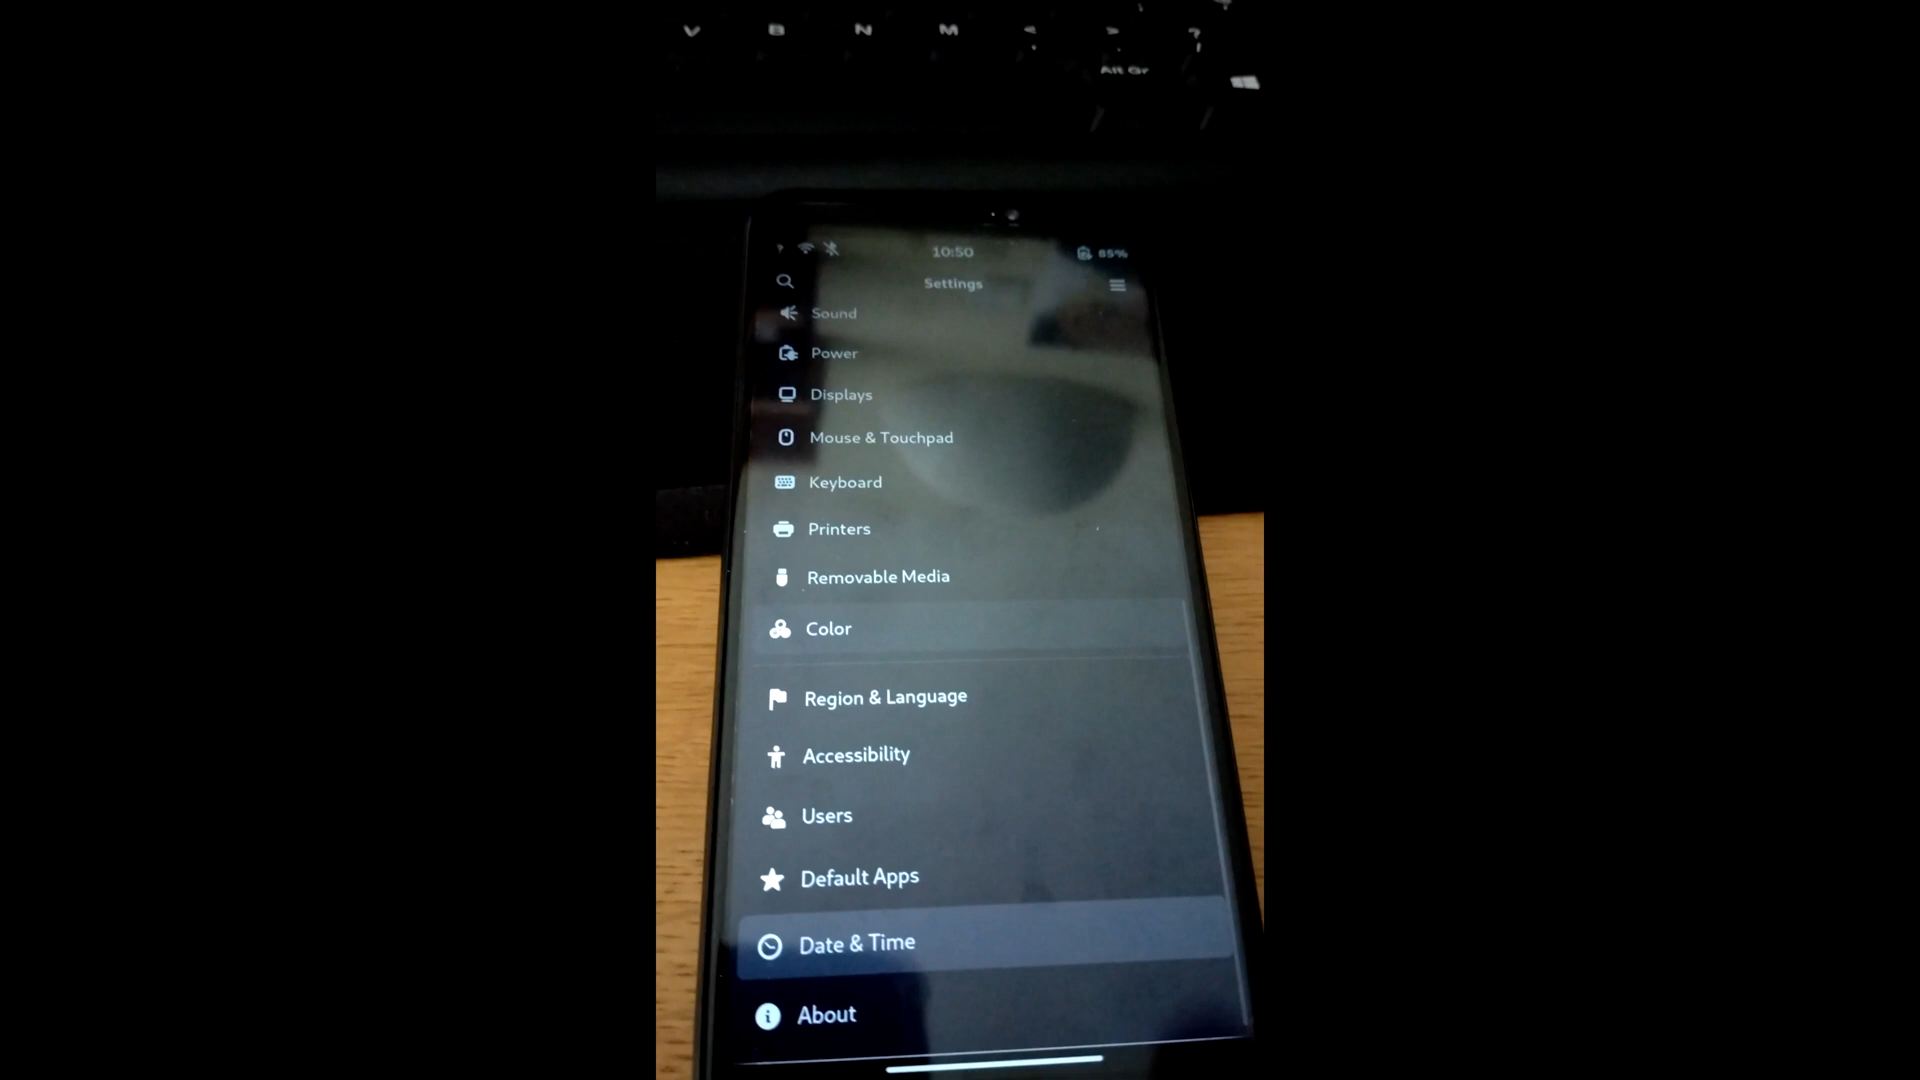 V B N M < > ?
, . /
Alt Gr
10:50
85%
Settings
Sound
Power
Displays
Mouse & Touchpad
Keyboard
Printers
Removable Media
Color
Region & Language
Accessibility
Users
Default Apps
Date & Time
About